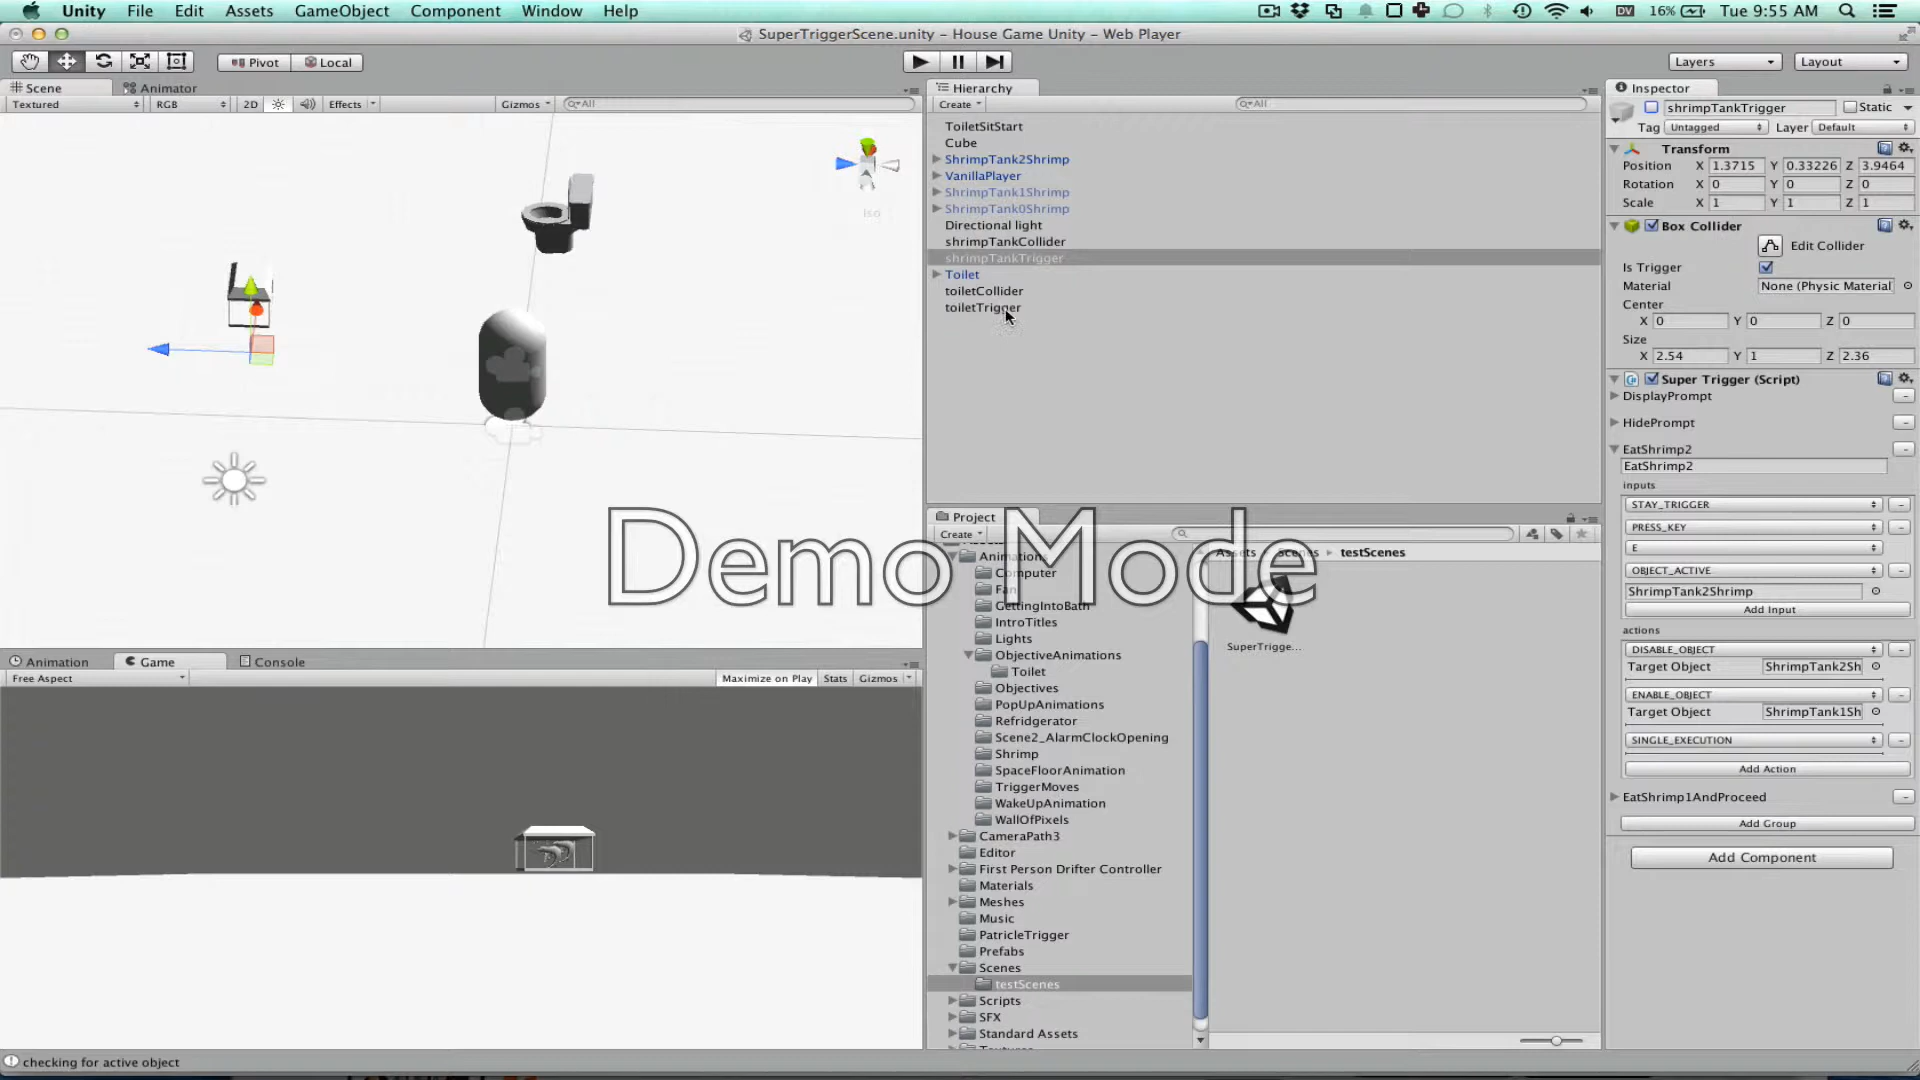 Unity File Edit Assets GameObject Component Window Help
DV 16% Tue 9:55 AM
SuperTriggerScene.unity - House Game Unity - Web Player
Pivot Local
Layers Layout
Scene Animator
Textured RGB 2D Effects Gizmos All
Iso
Hierarchy
Create All
ToiletSitStart
Cube
ShrimpTank2Shrimp
VanillaPlayer
ShrimpTank1Shrimp
ShrimpTank0Shrimp
Directional light
shrimpTankCollider
shrimpTankTrigger
Toilet
toiletCollider
toiletTrigger
Inspector
shrimpTankTrigger Static
Tag Untagged Layer Default
Transform
Position X 1.3715 Y 0.33226 Z 3.9464
Rotation X 0 Y 0 Z 0
Scale X 1 Y 1 Z 1
Box Collider
Edit Collider
Is Trigger
Material None (Physic Material
Center
X 0 Y 0 Z 0
Size
X 2.54 Y 1 Z 2.36
Super Trigger (Script)
DisplayPrompt
HidePrompt
EatShrimp2
EatShrimp2
inputs
STAY_TRIGGER
PRESS_KEY
E
OBJECT_ACTIVE
ShrimpTank2Shrimp
Add Input
actions
DISABLE_OBJECT
Target Object ShrimpTank2Sh
ENABLE_OBJECT
Target Object ShrimpTank1Sh
SINGLE_EXECUTION
Add Action
EatShrimp1AndProceed
Add Group
Add Component
Demo Mode
Project
Create
Assets Scenes testScenes
SuperTrigge...
Animations
Computer
Fan
GettingIntoBath
IntroTitles
Lights
ObjectiveAnimations
Toilet
Objectives
PopUpAnimations
Refridgerator
Scene2_AlarmClockOpening
Shrimp
SpaceFloorAnimation
TriggerMoves
WakeUpAnimation
WallOfPixels
CameraPath3
Editor
First Person Drifter Controller
Materials
Meshes
Music
PatricleTrigger
Prefabs
Scenes
testScenes
Scripts
SFX
Standard Assets
Animation Game Console
Free Aspect Maximize on Play Stats Gizmos
checking for active object